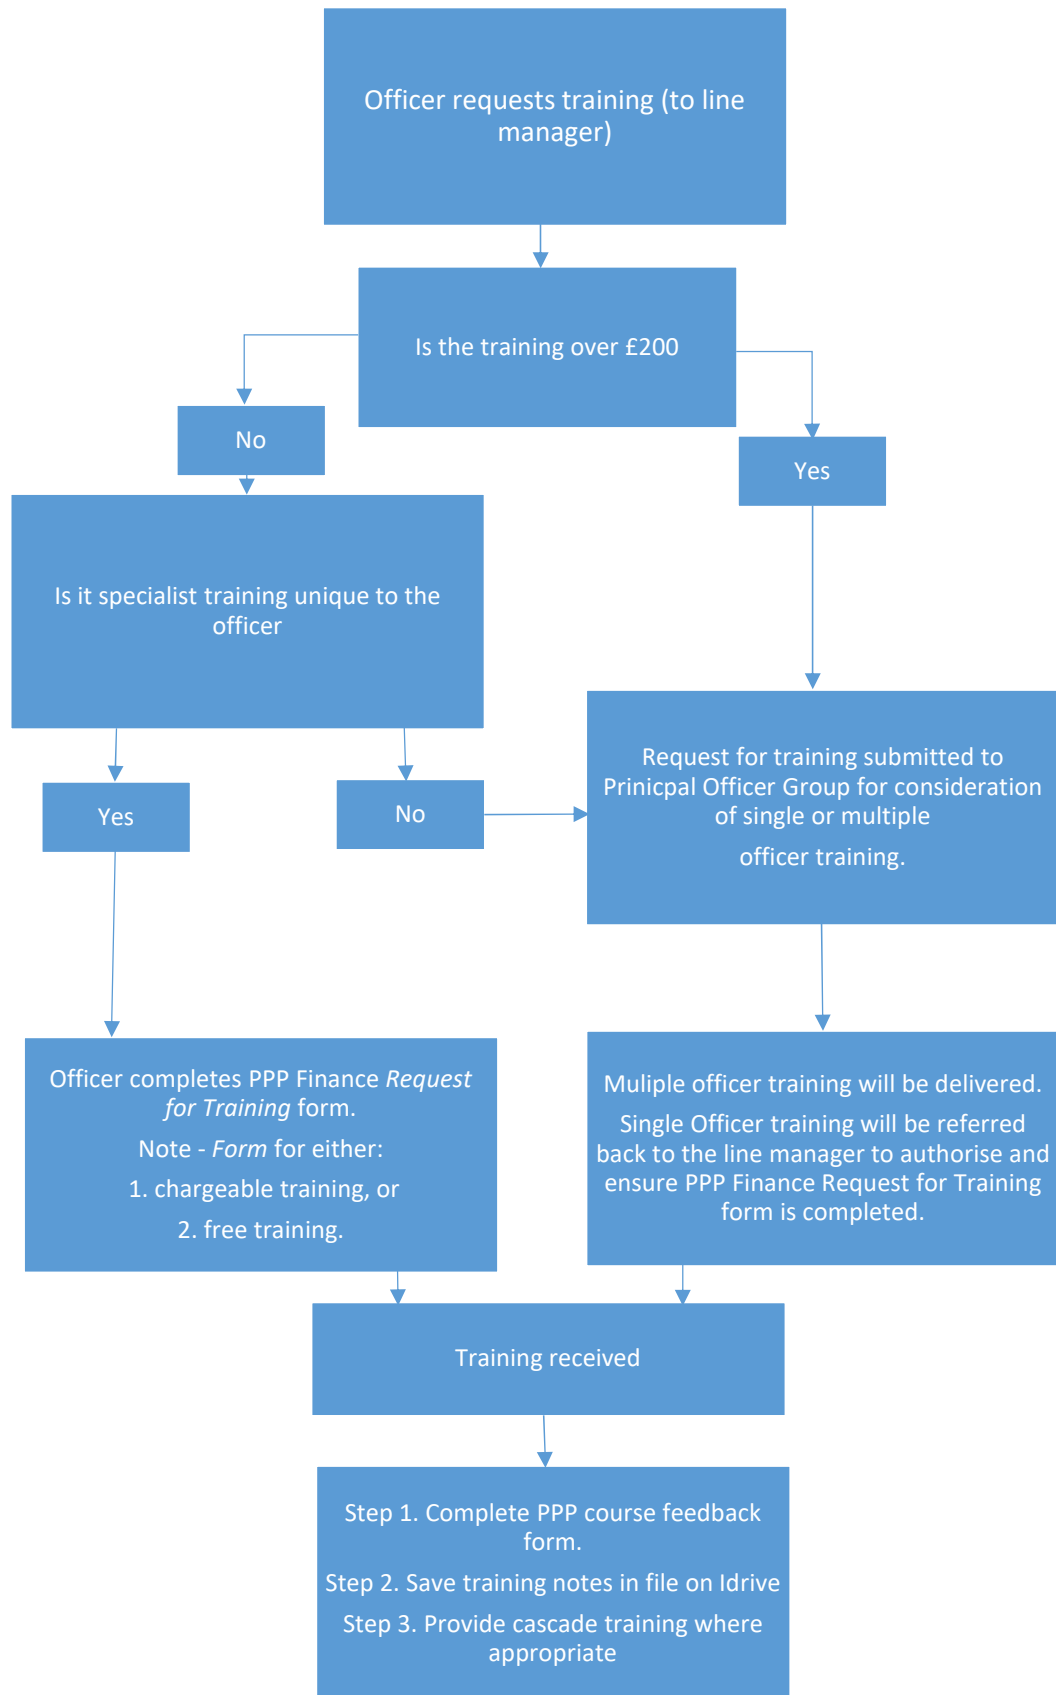 Officer requests training (to line
manager)
Is the training over £200
No
Yes
Is it specialist training unique to the
officer
Yes
No
Request for training submitted to
Prinicpal Officer Group for consideration
of single or multiple
officer training.
Officer completes PPP Finance Request
for Training form.
Note - Form for either:
1. chargeable training, or
2. free training.
Muliple officer training will be delivered.
Single Officer training will be referred
back to the line manager to authorise and
ensure PPP Finance Request for Training
form is completed.
Training received
Step 1. Complete PPP course feedback
form.
Step 2. Save training notes in file on Idrive
Step 3. Provide cascade training where
appropriate